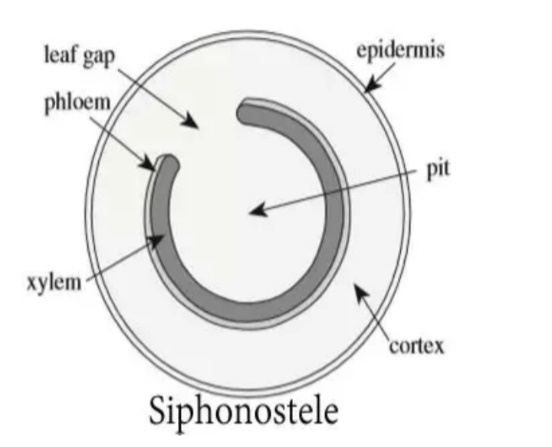 leaf gap
epidermis
phloem
pit
xylem
cortex
Siphonostele